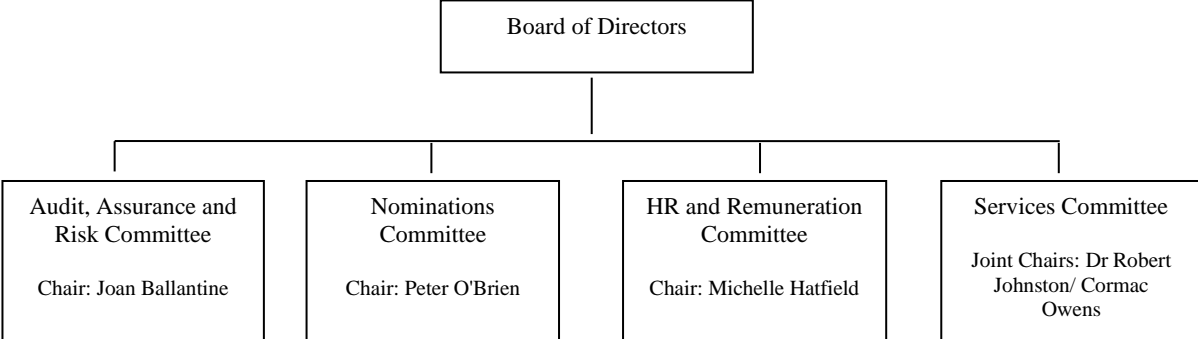 Board of Directors
Audit, Assurance and
Risk Committee
Chair: Joan Ballantine
Nominations
Committee
Chair: Peter O'Brien
HR and Remuneration
Committee
Chair: Michelle Hatfield
Services Committee
Joint Chairs: Dr Robert
Johnston/ Cormac
Owens